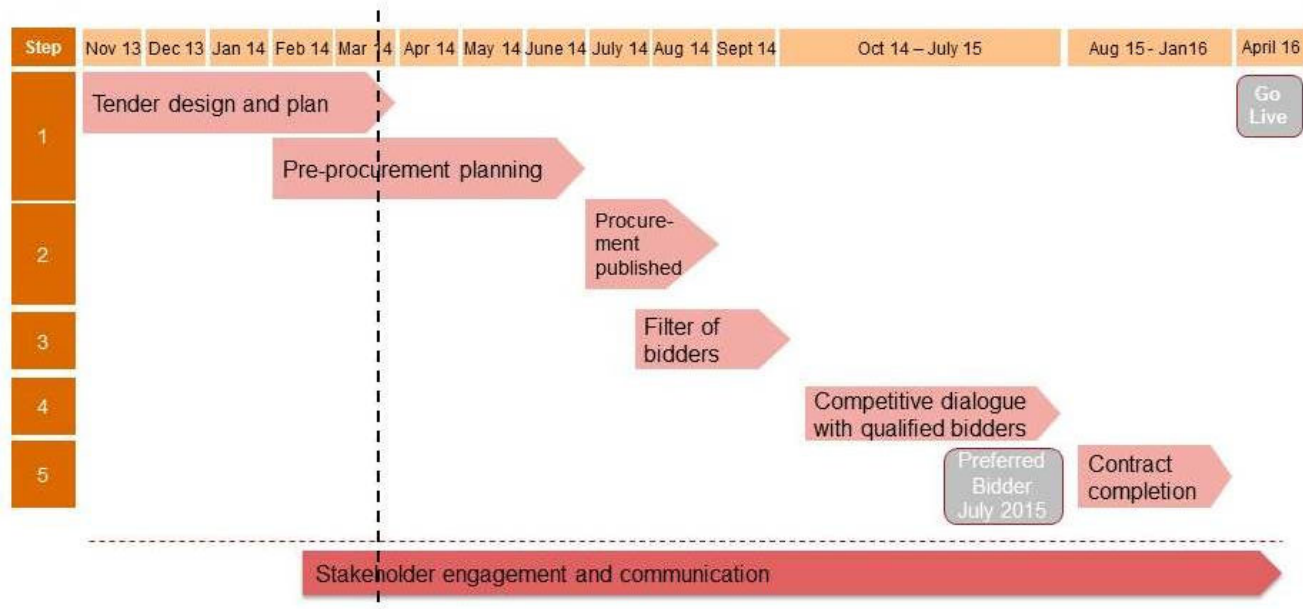 Step Nov 13 Dec 13 Jan 14 Feb 14 Mar 14 Apr 14 May 14 June 14 July 14 Aug 14 Sept 14 Oct 14 – July 15 Aug 15 - Jan16 April 16
1
Tender design and plan
Go
Live
Pre-procurement planning
2
Procure-
ment
published
3
Filter of
bidders
4
Competitive dialogue
with qualified bidders
5
Preferred
Bidder
July 2015
Contract
completion
Stakeholder engagement and communication